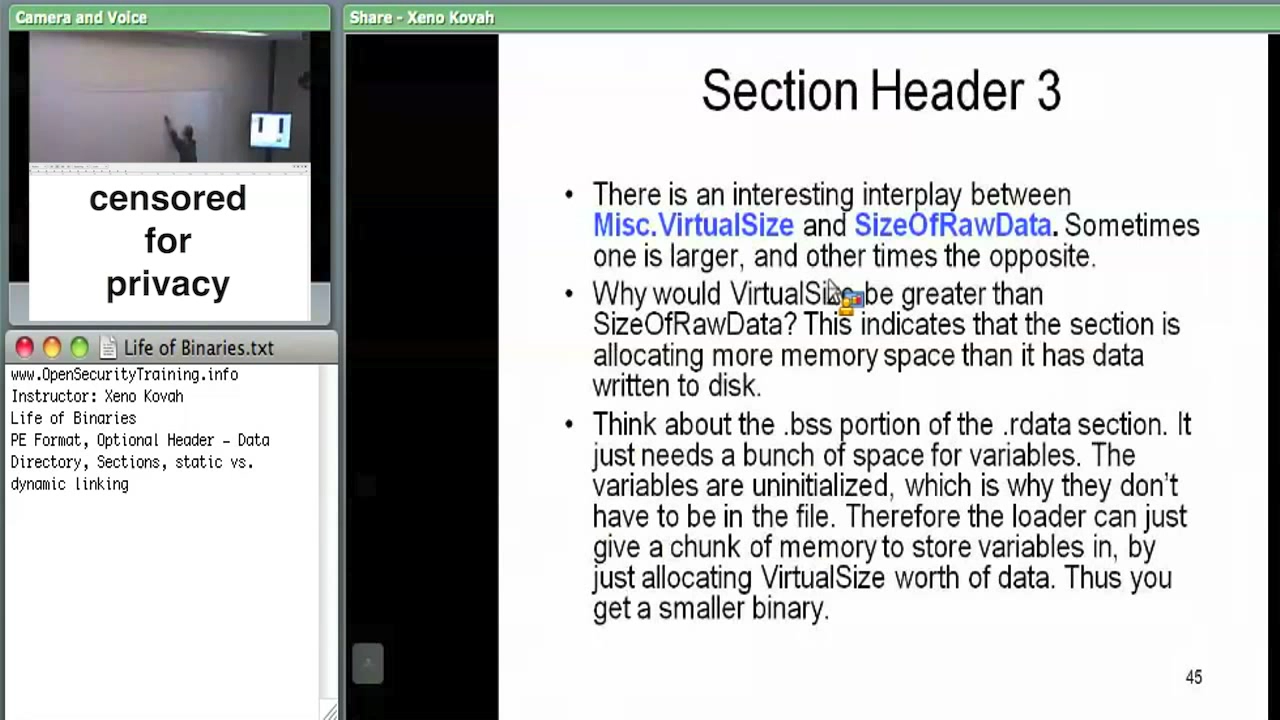 Camera and Voice
censored
for
privacy
Life of Binaries.txt
www.OpenSecurityTraining.info
Instructor: Xeno Kovah
Life of Binaries
PE Format, Optional Header – Data
Directory, Sections, static vs.
dynamic linking
Share - Xeno Kovah
Section Header 3
• There is an interesting interplay between
Misc.VirtualSize and SizeOfRawData. Sometimes
one is larger, and other times the opposite.
• Why would VirtualSize be greater than
SizeOfRawData? This indicates that the section is
allocating more memory space than it has data
written to disk.
• Think about the .bss portion of the .rdata section. It
just needs a bunch of space for variables. The
variables are uninitialized, which is why they don't
have to be in the file. Therefore the loader can just
give a chunk of memory to store variables in, by
just allocating VirtualSize worth of data. Thus you
get a smaller binary.
45